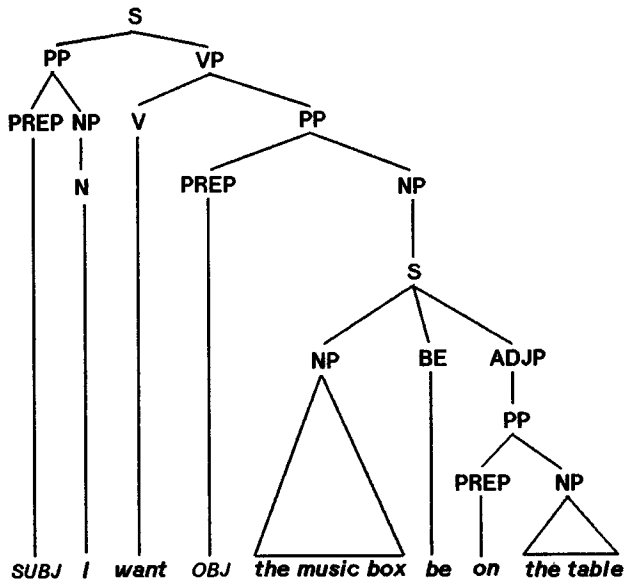 S
PP VP
PREP NP V PP
N PREP NP
S
NP BE ADJP
PP
PREP NP
SUBJ I want OBJ the music box be on the table